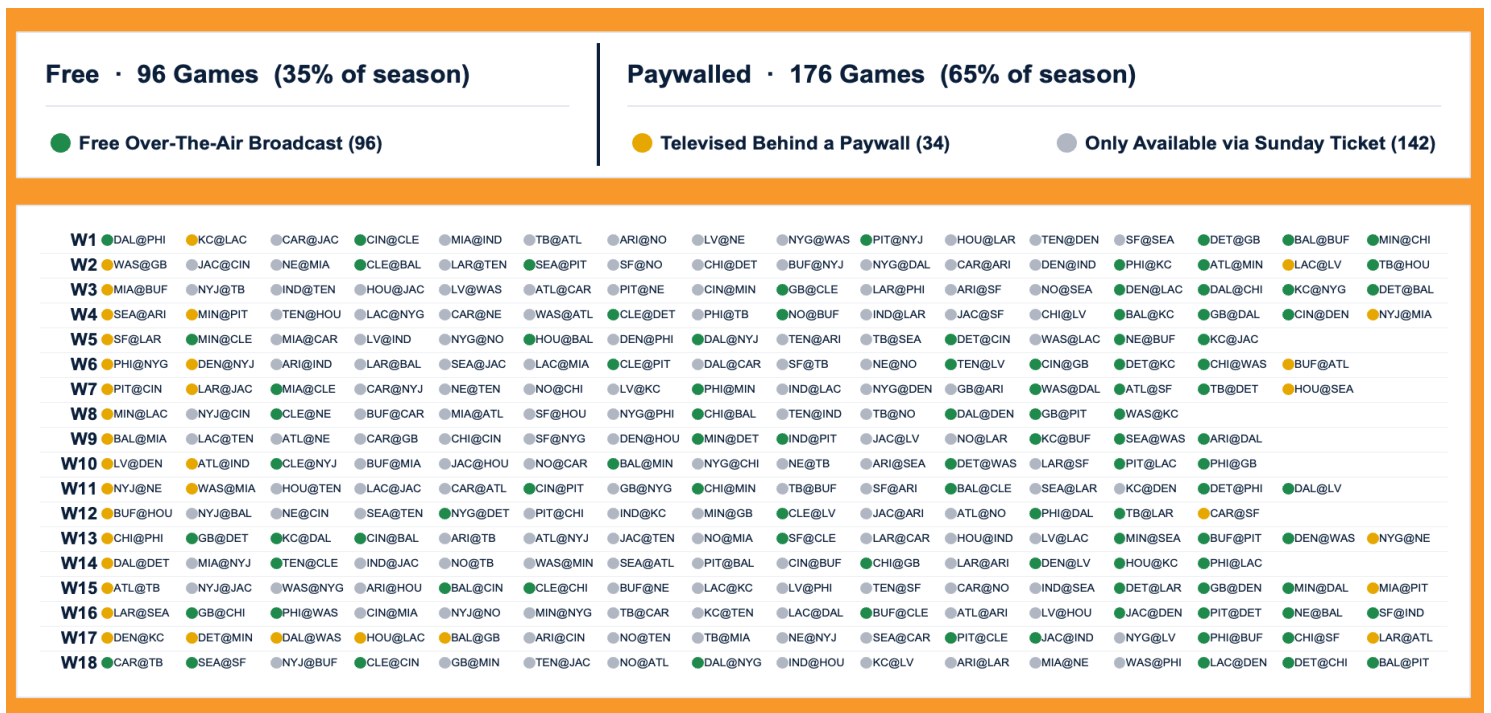 Free · 96 Games (35% of season)
Paywalled · 176 Games (65% of season)
Free Over-The-Air Broadcast (96)
Televised Behind a Paywall (34)
Only Available via Sunday Ticket (142)
W1 DAL@PHI KC@LAC CAR@JAC CIN@CLE MIA@IND TB@ATL ARI@NO LV@NE NYG@WAS PIT@NYJ HOU@LAR TEN@DEN SF@SEA DET@GB BAL@BUF MIN@CHI
W2 WAS@GB JAC@CIN NE@MIA CLE@BAL LAR@TEN SEA@PIT SF@NO CHI@DET BUF@NYJ NYG@DAL CAR@ARI DEN@IND PHI@KC ATL@MIN LAC@LV TB@HOU
W3 MIA@BUF NYJ@TB IND@TEN HOU@JAC LV@WAS ATL@CAR PIT@NE CIN@MIN GB@CLE LAR@PHI ARI@SF NO@SEA DEN@LAC DAL@CHI KC@NYG DET@BAL
W4 SEA@ARI MIN@PIT TEN@HOU LAC@NYG CAR@NE WAS@ATL CLE@DET PHI@TB NO@BUF IND@LAR JAC@SF CHI@LV BAL@KC GB@DAL CIN@DEN NYJ@MIA
W5 SF@LAR MIN@CLE MIA@CAR LV@IND NYG@NO HOU@BAL DEN@PHI DAL@NYJ TEN@ARI TB@SEA DET@CIN WAS@LAC NE@BUF KC@JAC
W6 PHI@NYG DEN@NYJ ARI@IND LAR@BAL SEA@JAC LAC@MIA CLE@PIT DAL@CAR SF@TB NE@NO TEN@LV CIN@GB DET@KC CHI@WAS BUF@ATL
W7 PIT@CIN LAR@JAC MIA@CLE CAR@NYJ NE@TEN NO@CHI LV@KC PHI@MIN IND@LAC NYG@DEN GB@ARI WAS@DAL ATL@SF TB@DET HOU@SEA
W8 MIN@LAC NYJ@CIN CLE@NE BUF@CAR MIA@ATL SF@HOU NYG@PHI CHI@BAL TEN@IND TB@NO DAL@DEN GB@PIT WAS@KC
W9 BAL@MIA LAC@TEN ATL@NE CAR@GB CHI@CIN SF@NYG DEN@HOU MIN@DET IND@PIT JAC@LV NO@LAR KC@BUF SEA@WAS ARI@DAL
W10 LV@DEN ATL@IND CLE@NYJ BUF@MIA JAC@HOU NO@CAR BAL@MIN NYG@CHI NE@TB ARI@SEA DET@WAS LAR@SF PIT@LAC PHI@GB
W11 NYJ@NE WAS@MIA HOU@TEN LAC@JAC CAR@ATL CIN@PIT GB@NYG CHI@MIN TB@BUF SF@ARI BAL@CLE SEA@LAR KC@DEN DET@PHI DAL@LV
W12 BUF@HOU NYJ@BAL NE@CIN SEA@TEN NYG@DET PIT@CHI IND@KC MIN@GB CLE@LV JAC@ARI ATL@NO PHI@DAL TB@LAR CAR@SF
W13 CHI@PHI GB@DET KC@DAL CIN@BAL ARI@TB ATL@NYJ JAC@TEN NO@MIA SF@CLE LAR@CAR HOU@IND LV@LAC MIN@SEA BUF@PIT DEN@WAS NYG@NE
W14 DAL@DET MIA@NYJ TEN@CLE IND@JAC NO@TB WAS@MIN SEA@ATL PIT@BAL CIN@BUF CHI@GB LAR@ARI DEN@LV HOU@KC PHI@LAC
W15 ATL@TB NYJ@JAC WAS@NYG ARI@HOU BAL@CIN CLE@CHI BUF@NE LAC@KC LV@PHI TEN@SF CAR@NO IND@SEA DET@LAR GB@DEN MIN@DAL MIA@PIT
W16 LAR@SEA GB@CHI PHI@WAS CIN@MIA NYJ@NO MIN@NYG TB@CAR KC@TEN LAC@DAL BUF@CLE ATL@ARI LV@HOU JAC@DEN PIT@DET NE@BAL SF@IND
W17 DEN@KC DET@MIN DAL@WAS HOU@LAC BAL@GB ARI@CIN NO@TEN TB@MIA NE@NYJ SEA@CAR PIT@CLE JAC@IND NYG@LV PHI@BUF CHI@SF LAR@ATL
W18 CAR@TB SEA@SF NYJ@BUF CLE@CIN GB@MIN TEN@JAC NO@ATL DAL@NYG IND@HOU KC@LV ARI@LAR MIA@NE WAS@PHI LAC@DEN DET@CHI BAL@PIT